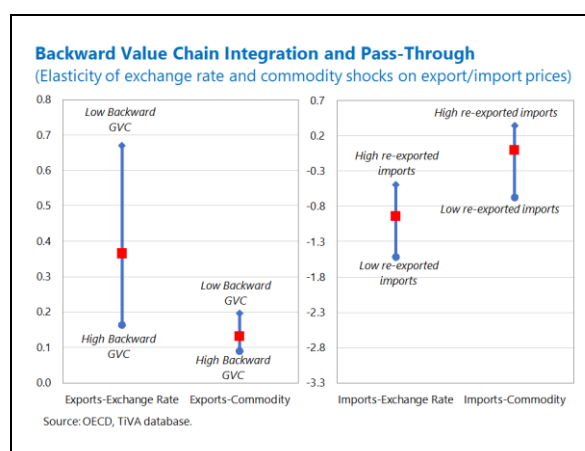 Backward Value Chain Integration and Pass-Through
(Elasticity of exchange rate and commodity shocks on export/import prices)
0.8
0.7
0.6
0.5
0.4
0.3
0.2
0.1
0.0
Low Backward
GVC
High Backward
GVC
Low Backward
GVC
High Backward
GVC
Exports-Exchange Rate
Exports-Commodity
0.7
0.2
-0.3
-0.8
-1.3
-1.8
-2.3
-2.8
-3.3
High re-exported
imports
Low re-exported
imports
High re-exported imports
Low re-exported imports
Imports-Exchange Rate
Imports-Commodity
Source: OECD, TiVA database.